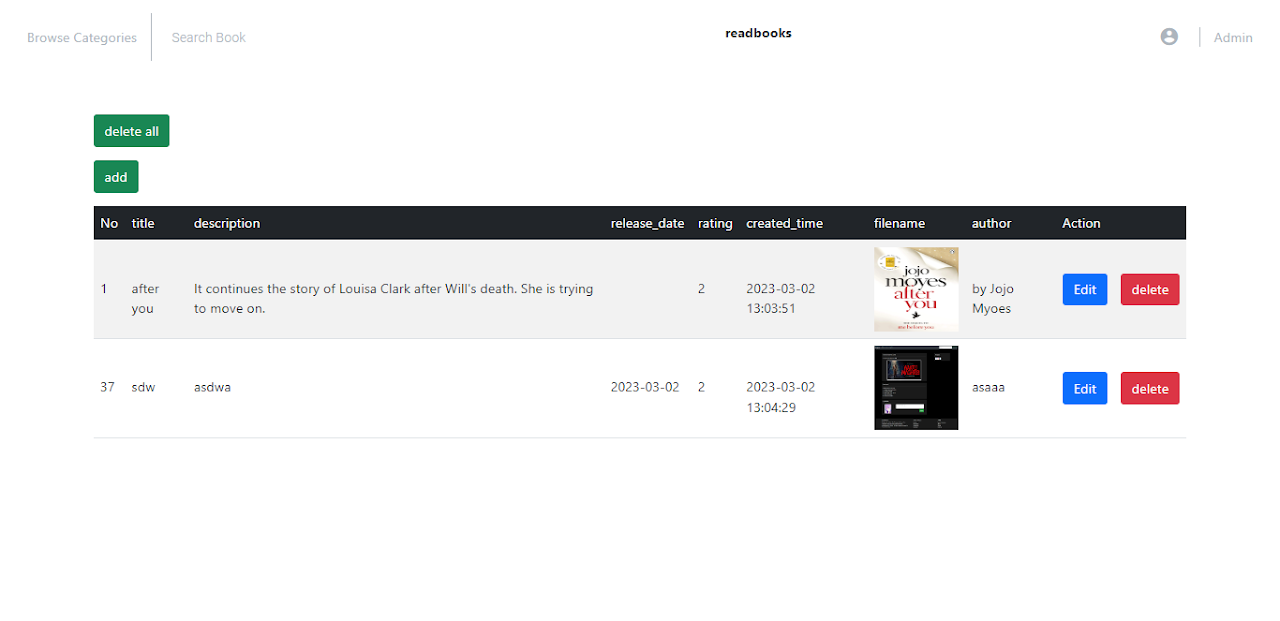 Browse Categories
Search Book
readbooks
Admin
delete all
add
No title description release_date rating created_time filename author Action
1 after you It continues the story of Louisa Clark after Will's death. She is trying to move on. 2 2023-03-02 13:03:51 by Jojo Myoes Edit delete
jojo
moyes
after
you
37 sdw asdwa 2023-03-02 2 2023-03-02 13:04:29 asaaa Edit delete